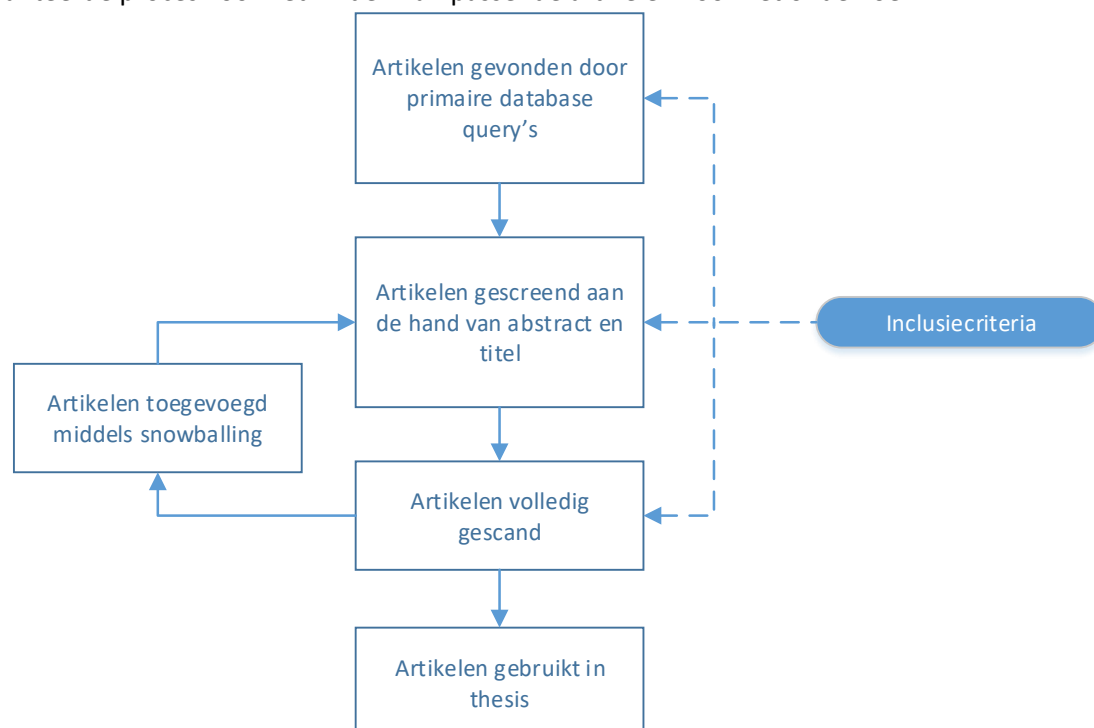 Artikelen gevonden door
primaire database
query's
Artikelen gescreend aan
de hand van abstract en
titel
Inclusiecriteria
Artikelen toegevoegd
middels snowballing
Artikelen volledig
gescand
Artikelen gebruikt in
thesis